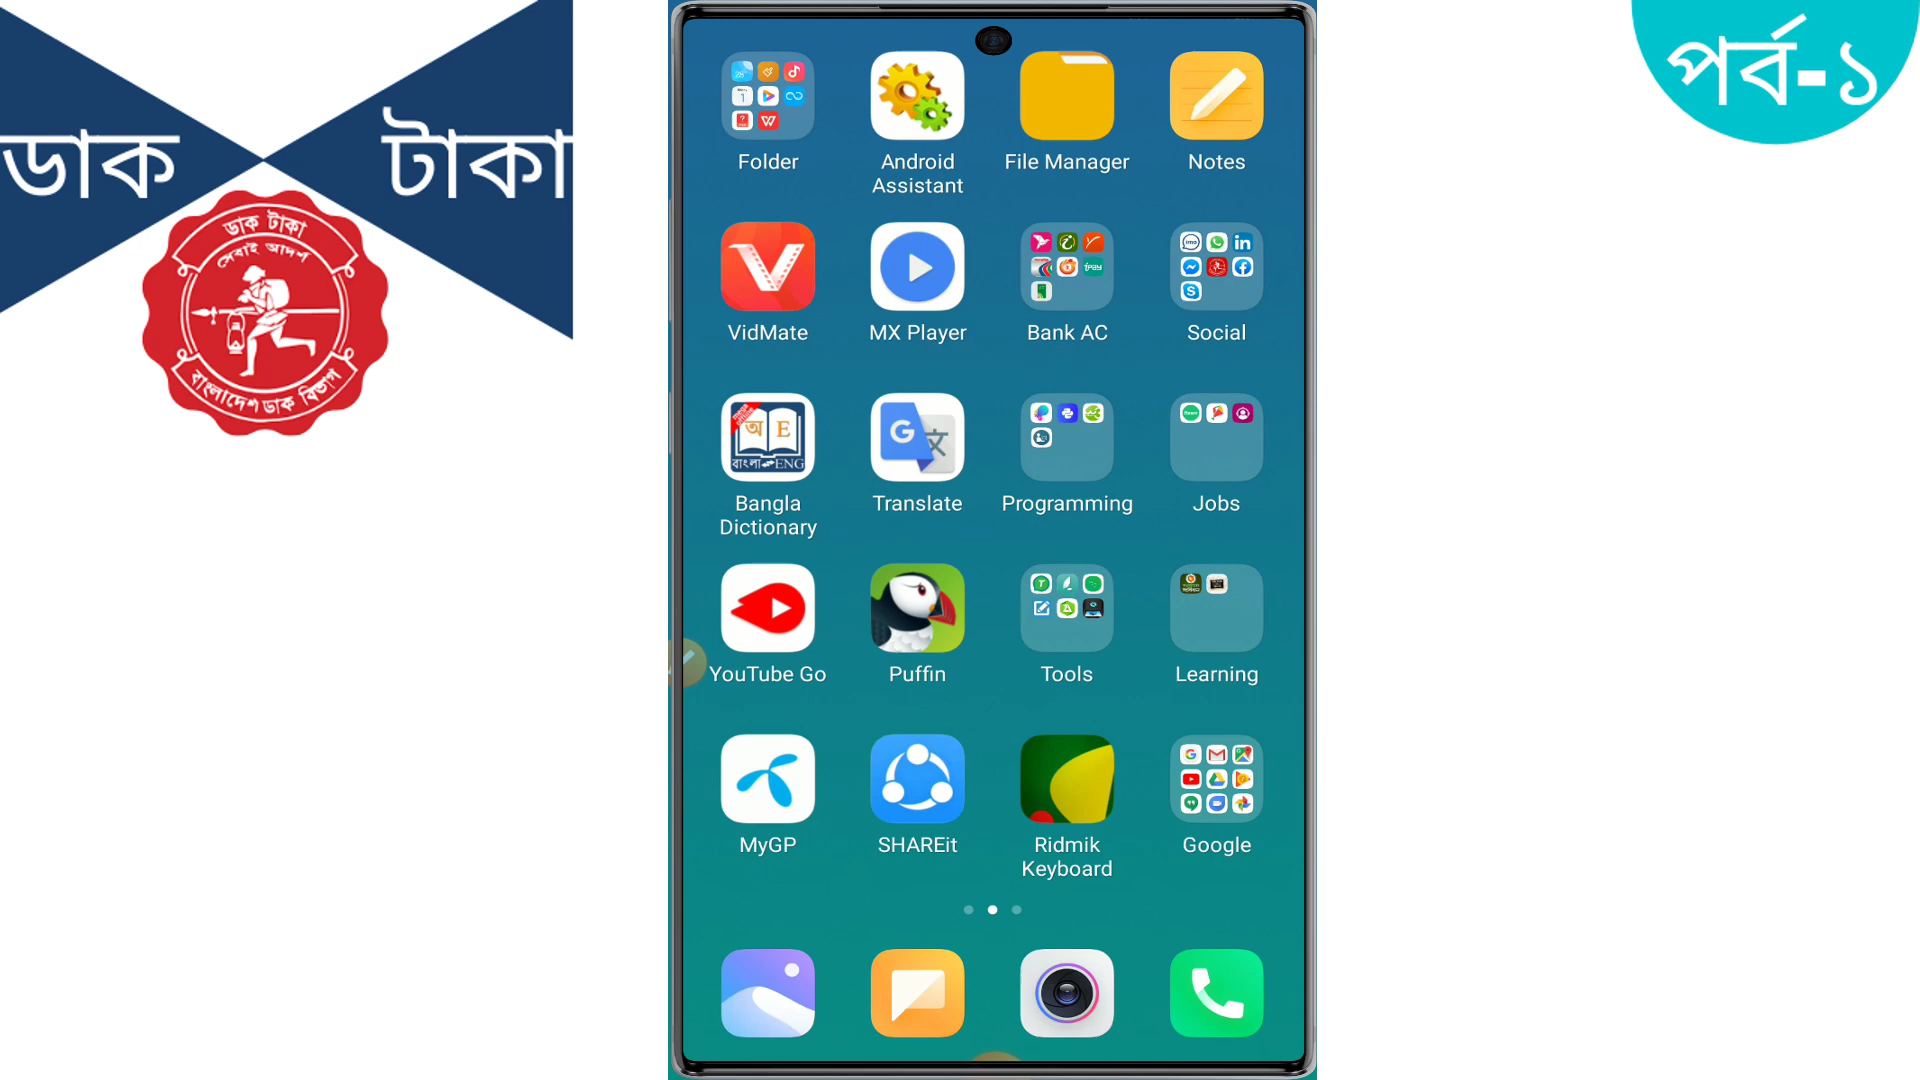 ডাক টাকা
ডাক টাকা
সেবাই আদর্শ
বাংলাদেশ ডাক বিভাগ
পর্ব-১
Folder
Android
Assistant
File Manager
Notes
VidMate
MX Player
Bank AC
Social
অ E
বাংলা ENG
Bangla
Dictionary
Translate
Programming
Jobs
YouTube Go
Puffin
Tools
Learning
MyGP
SHAREit
Ridmik
Keyboard
Google